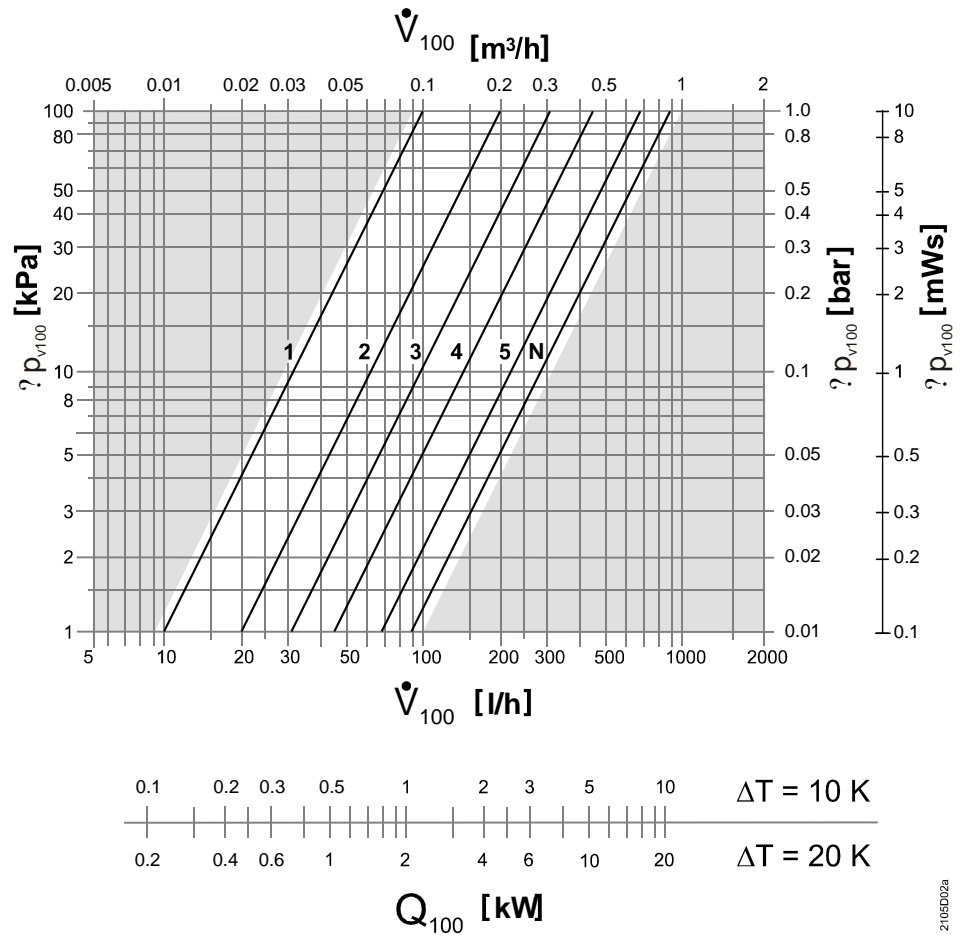 V̇100 [m³/h]
0.005 0.01 0.02 0.03 0.05 0.1 0.2 0.3 0.5 1 2
100 1.0 10
80 0.8 8
50 0.5 5
40 0.4 4
30 0.3 3
20 0.2 2
? pv100 [kPa]
? pv100 [bar]
? pv100 [mWs]
1 2 3 4 5 N
10 0.1 1
8
5 0.05 0.5
3 0.03 0.3
2 0.02 0.2
1 0.01 0.1
5 10 20 30 50 100 200 300 500 1000 2000
V̇100 [l/h]
0.1 0.2 0.3 0.5 1 2 3 5 10 ΔT = 10 K
0.2 0.4 0.6 1 2 4 6 10 20 ΔT = 20 K
Q100 [kW]
2105D02a